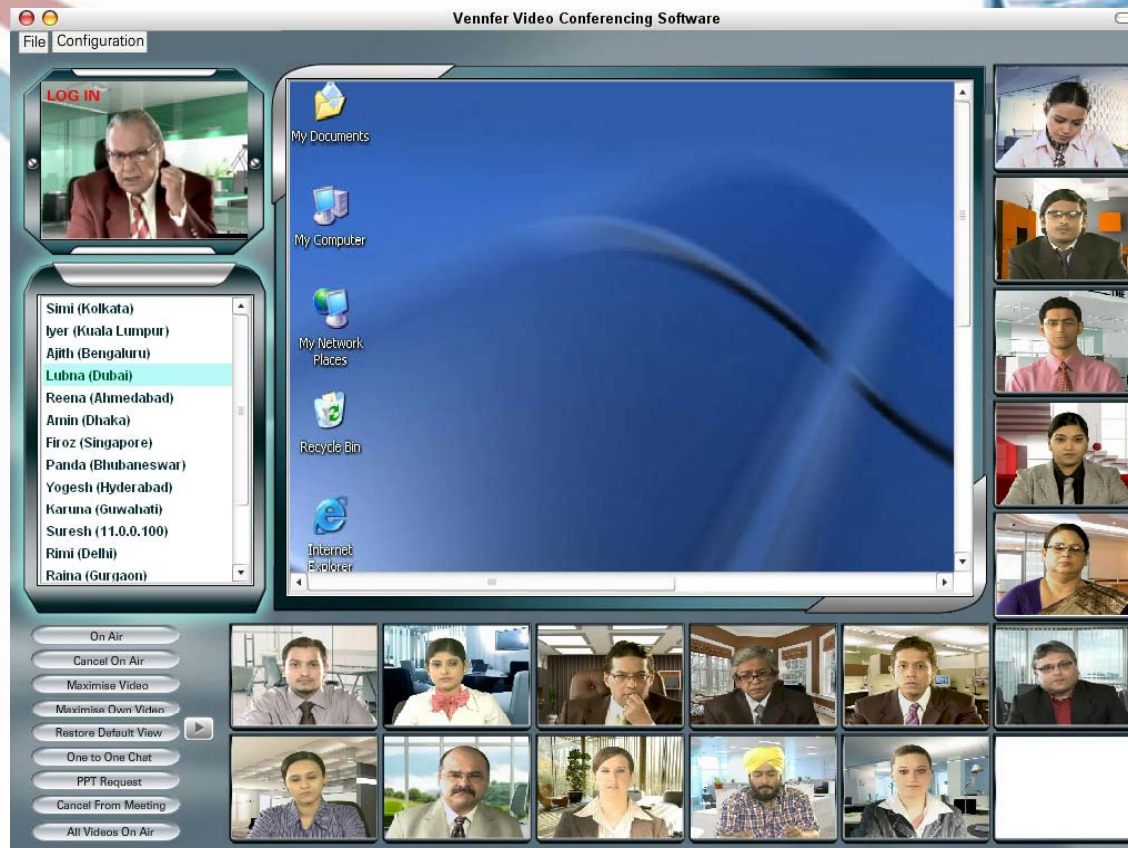 Vennfer Video Conferencing Software
File Configuration
LOG IN
My Documents
My Computer
My Network
Places
Recycle Bin
Internet
Explorer
Simi (Kolkata)
Iyer (Kuala Lumpur)
Ajith (Bengaluru)
Lubna (Dubai)
Reena (Ahmedabad)
Amin (Dhaka)
Firoz (Singapore)
Panda (Bhubaneswar)
Yogesh (Hyderabad)
Karuna (Guwahati)
Suresh (11.0.0.100)
Rimi (Delhi)
Raina (Gurgaon)
On Air
Cancel On Air
Maximise Video
Maximise Own Video
Restore Default View
One to One Chat
PPT Request
Cancel From Meeting
All Videos On Air